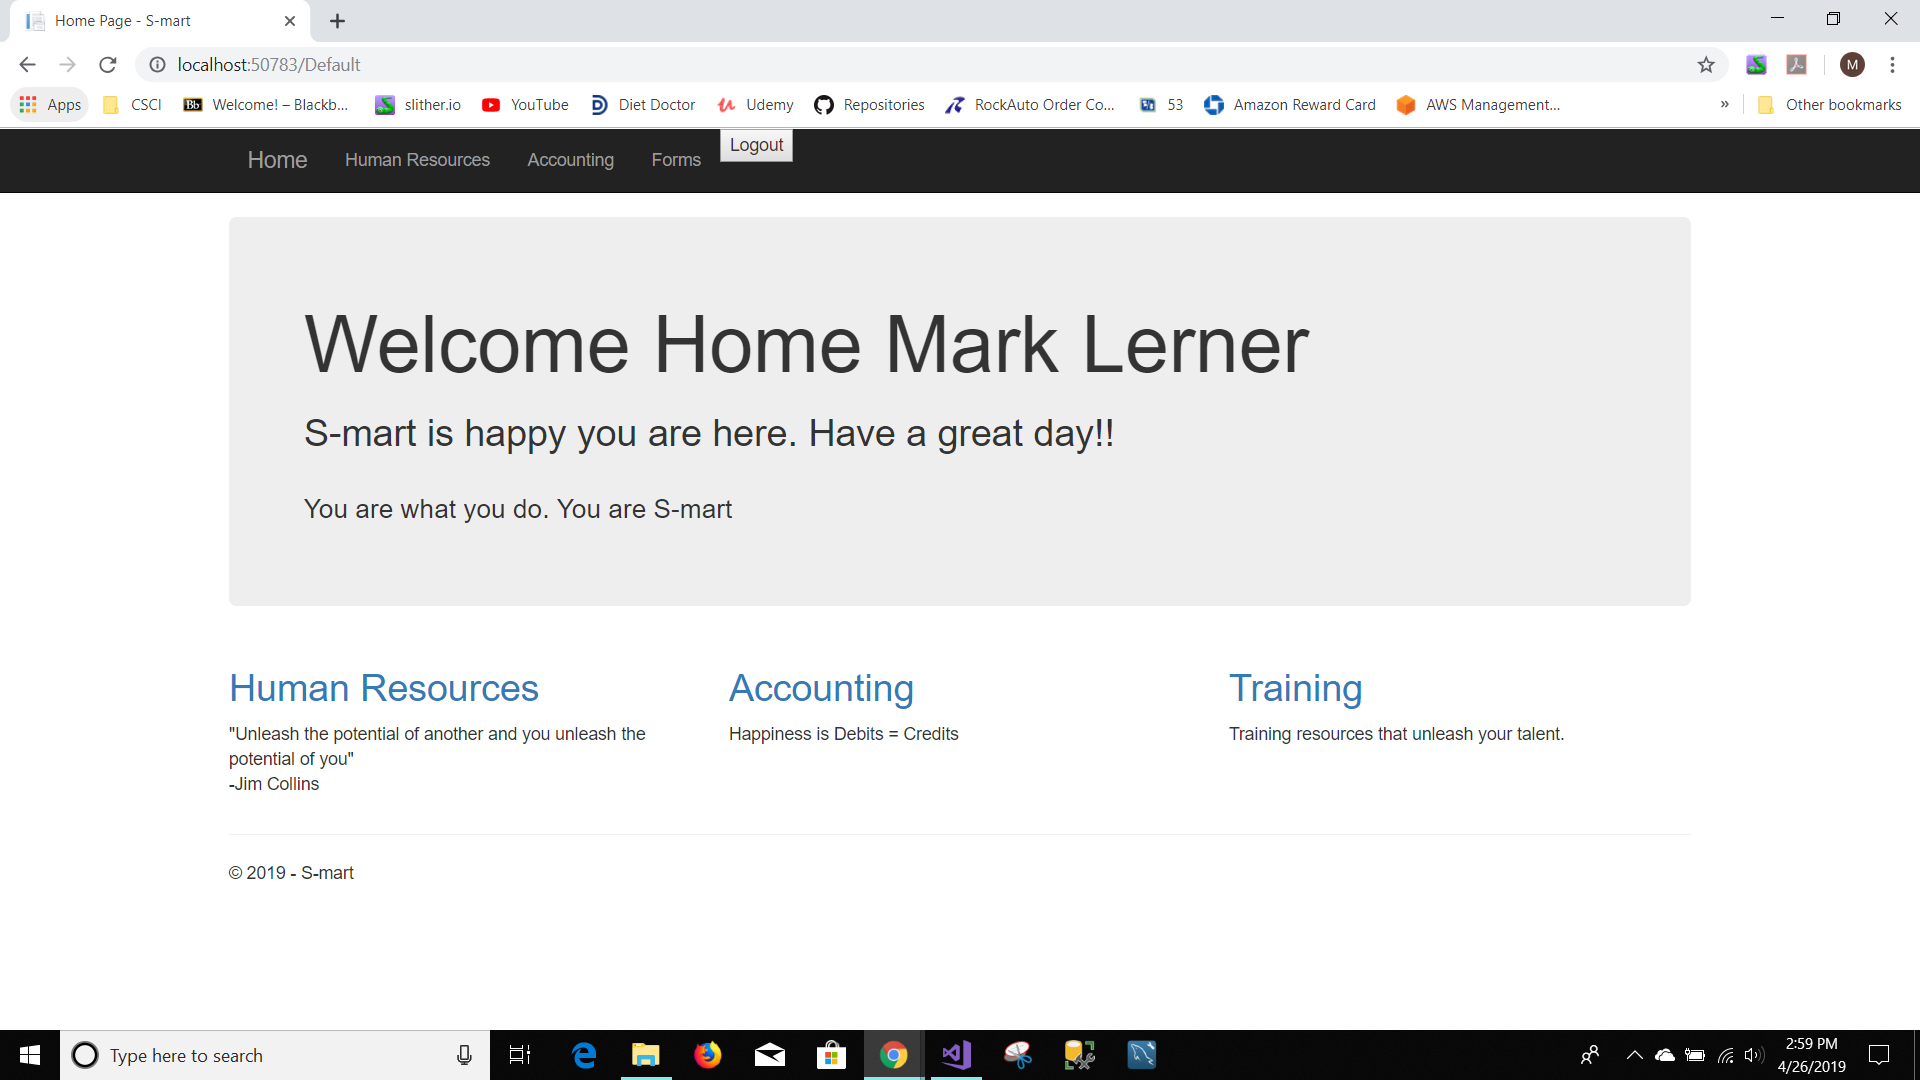 Home Page - S-mart
localhost:50783/Default
M
Apps CSCI Bb Welcome! – Blackb... slither.io YouTube Diet Doctor Udemy Repositories RockAuto Order Co... 53 Amazon Reward Card AWS Management... » Other bookmarks
Home Human Resources Accounting Forms Logout
Welcome Home Mark Lerner
S-mart is happy you are here. Have a great day!!
You are what you do. You are S-mart
Human Resources
"Unleash the potential of another and you unleash the
potential of you"
-Jim Collins
Accounting
Happiness is Debits = Credits
Training
Training resources that unleash your talent.
© 2019 - S-mart
Type here to search
2:59 PM
4/26/2019